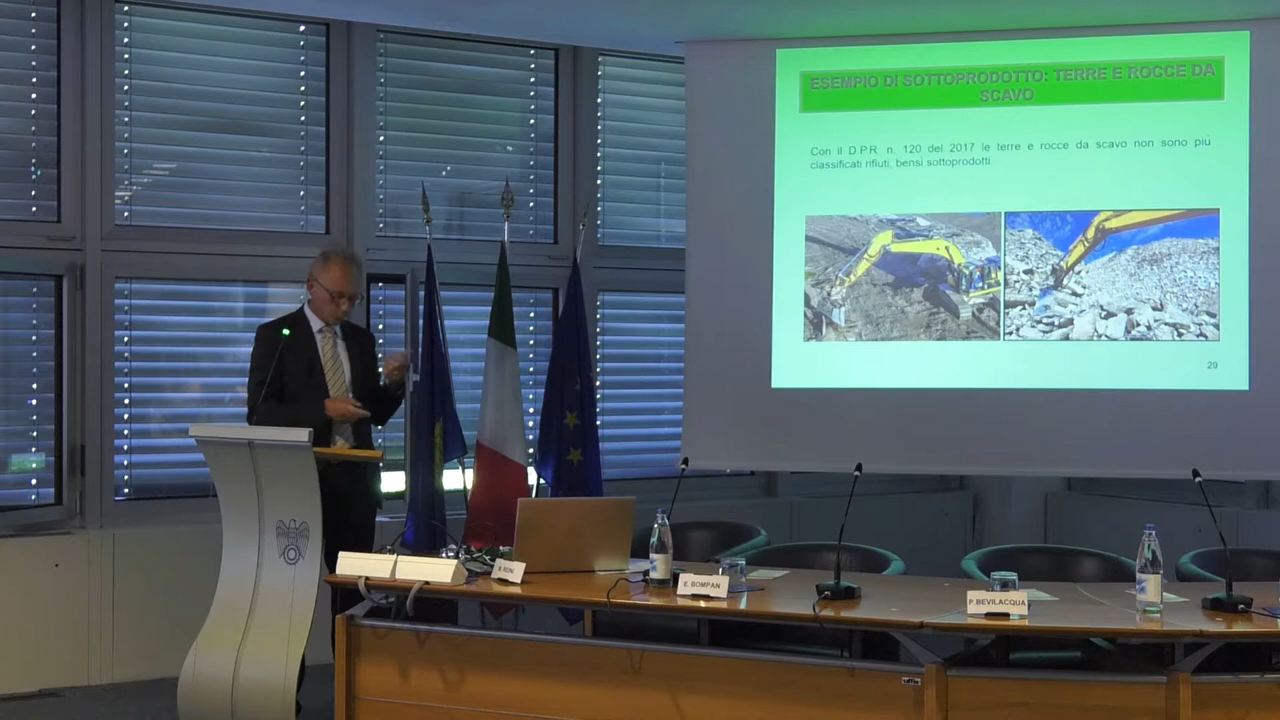 ESEMPIO DI SOTTOPRODOTTO: TERRE E ROCCE DA
SCAVO
Con il D.P.R. n. 120 del 2017 le terre e rocce da scavo non sono più
classificati rifiuti, bensì sottoprodotti
29
E. BOMPAN
P. BEVILACQUA